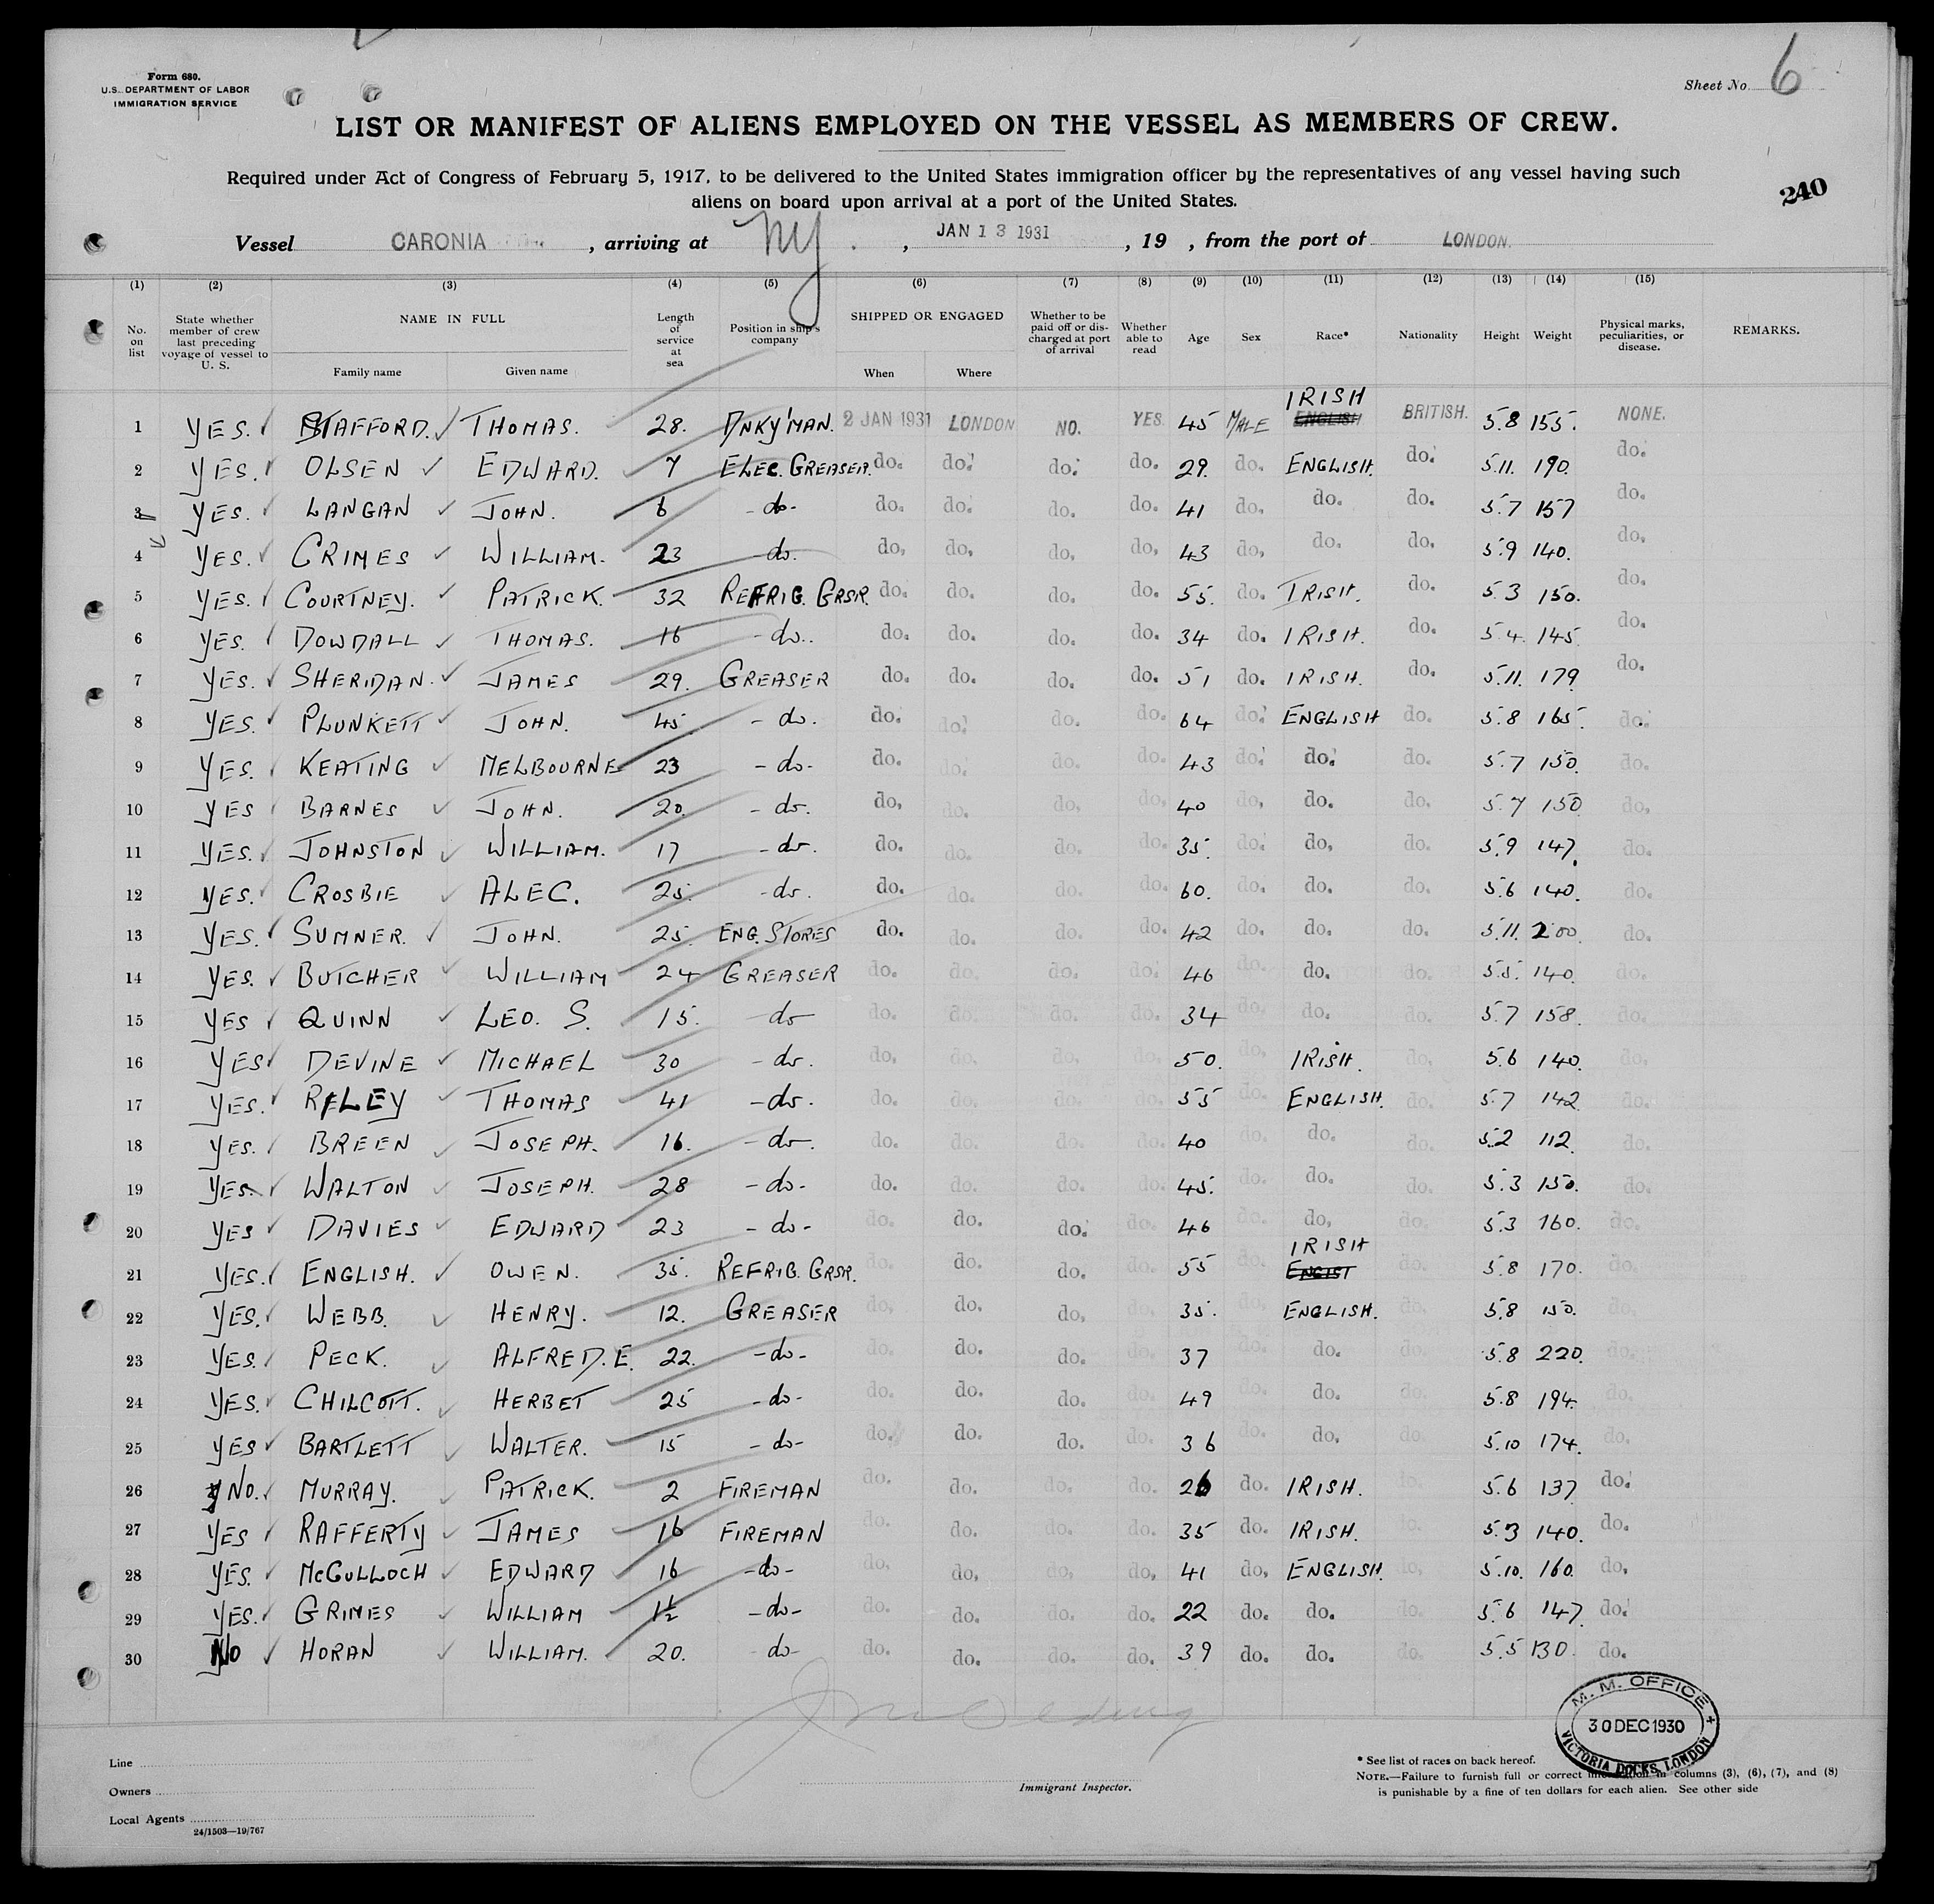 Form 680.
U.S. DEPARTMENT OF LABOR
IMMIGRATION SERVICE
Sheet No. 6
LIST OR MANIFEST OF ALIENS EMPLOYED ON THE VESSEL AS MEMBERS OF CREW.
Required under Act of Congress of February 5, 1917, to be delivered to the United States immigration officer by the representatives of any vessel having such
aliens on board upon arrival at a port of the United States.
240
Vessel CARONIA, arriving at NY., JAN 13 1931, 19 , from the port of LONDON.
(1) (2) (3) (4) (5) (6) (7) (8) (9) (10) (11) (12) (13) (14) (15)
No. on list State whether member of crew last preceding voyage of vessel to U. S. NAME IN FULL Family name Given name Length of service at sea Position in ship's company SHIPPED OR ENGAGED When Where Whether to be paid off or discharged at port of arrival Whether able to read Age Sex Race* Nationality Height Weight Physical marks, peculiarities, or disease. REMARKS.
1 YES. STAFFORD. THOMAS. 28. DNKY'MAN. 2 JAN 1931 LONDON NO. YES. 45 MALE ENGLISH IRISH BRITISH. 5.8 155. NONE.
2 YES. OLSEN EDWARD. 7 ELEC. GREASER. do. do. do. do. 29. do. ENGLISH. do. 5.11. 190. do.
3 YES. LANGAN JOHN. 6 -do- do. do. do. do. 41 do. do. do. 5.7 157 do.
4 YES. GRIMES WILLIAM. 23 do. do. do. do. do. 43 do. do. do. 5.9 140. do.
5 YES. COURTNEY. PATRICK. 32 REFRIG. GRSR. do. do. do. do. 55. do. IRISH. do. 5.3 150. do.
6 YES. DOWDALL THOMAS. 16 -do.. do. do. do. do. 34 do. IRISH. do. 5.4. 145. do.
7 YES. SHERIDAN. JAMES 29. GREASER do. do. do. do. 51 do. IRISH. do. 5.11. 179. do.
8 YES. PLUNKETT JOHN. 45 -do. do. do. do. do. 64 do. ENGLISH do. 5.8 165. do.
9 YES. KEATING MELBOURNE 23 -do- do. do. do. do. 43 do. do. do. 5.7 150. do.
10 YES BARNES JOHN. 20. -do. do. do. do. do. 40 do. do. do. 5.7 150 do.
11 YES. JOHNSTON WILLIAM. 17 -do. do. do. do. do. 35. do. do. do. 5.9 147. do.
12 YES. CROSBIE ALEC. 25. -do. do. do. do. do. 60. do. do. do. 5.6 140. do.
13 YES. SUMNER. JOHN. 25. ENG. STORES do. do. do. do. 42 do. do. do. 5.11. 200. do.
14 YES. BUTCHER WILLIAM 24 GREASER do. do. do. do. 46 do. do. do. 5.5. 140. do.
15 YES QUINN LEO. S. 15. -do do. do. do. do. 34 do. do. do. 5.7 158. do.
16 YES DEVINE MICHAEL 30 -do. do. do. do. do. 50. do. IRISH. do. 5.6 140. do.
17 YES. RILEY THOMAS 41 -do. do. do. do. do. 55 do. ENGLISH. do. 5.7 142 do.
18 YES. BREEN JOSEPH. 16. -do. do. do. do. do. 40 do. do. do. 5.2 112. do.
19 YES. WALTON JOSEPH. 28 -do- do. do. do. do. 45. do. do. do. 5.3 150. do.
20 YES DAVIES EDWARD 23 -do- do. do. do. do. 46 do. do. do. 5.3 160. do.
21 YES. ENGLISH. OWEN. 35. REFRIG. GRSR. do. do. do. do. 55 do. IRISH do. 5.8 170. do.
22 YES. WEBB. HENRY. 12. GREASER do. do. do. do. 35. do. ENGLISH. do. 5.8 150. do.
23 YES. PECK. ALFRED. E. 22. -do- do. do. do. do. 37 do. do. do. 5.8 220. do.
24 YES. CHILCOTT. HERBET 25 -do- do. do. do. do. 49 do. do. do. 5.8 194. do.
25 YES BARTLETT WALTER. 15 -do- do. do. do. do. 36 do. do. do. 5.10 174. do.
26 NO. MURRAY. PATRICK. 2 FIREMAN do. do. do. do. 26 do. IRISH. do. 5.6 137 do.
27 YES RAFFERTY JAMES 16 FIREMAN do. do. do. do. 35 do. IRISH. do. 5.3 140. do.
28 YES. McCULLOCH EDWARD 16 -do- do. do. do. do. 41 do. ENGLISH. do. 5.10. 160. do.
29 YES. GRIMES WILLIAM 1½ -do- do. do. do. do. 22 do. do. do. 5.6 147. do.
30 NO HORAN WILLIAM. 20. do- do. do. do. do. 39 do. do. do. 5.5 130. do.
M. M. OFFICE
30 DEC 1930
VICTORIA DOCKS, LONDON
Line
Owners
Local Agents
24/1503—19/767
Immigrant Inspector.
* See list of races on back hereof.
NOTE.—Failure to furnish full or correct information in columns (3), (6), (7), and (8)
is punishable by a fine of ten dollars for each alien. See other side